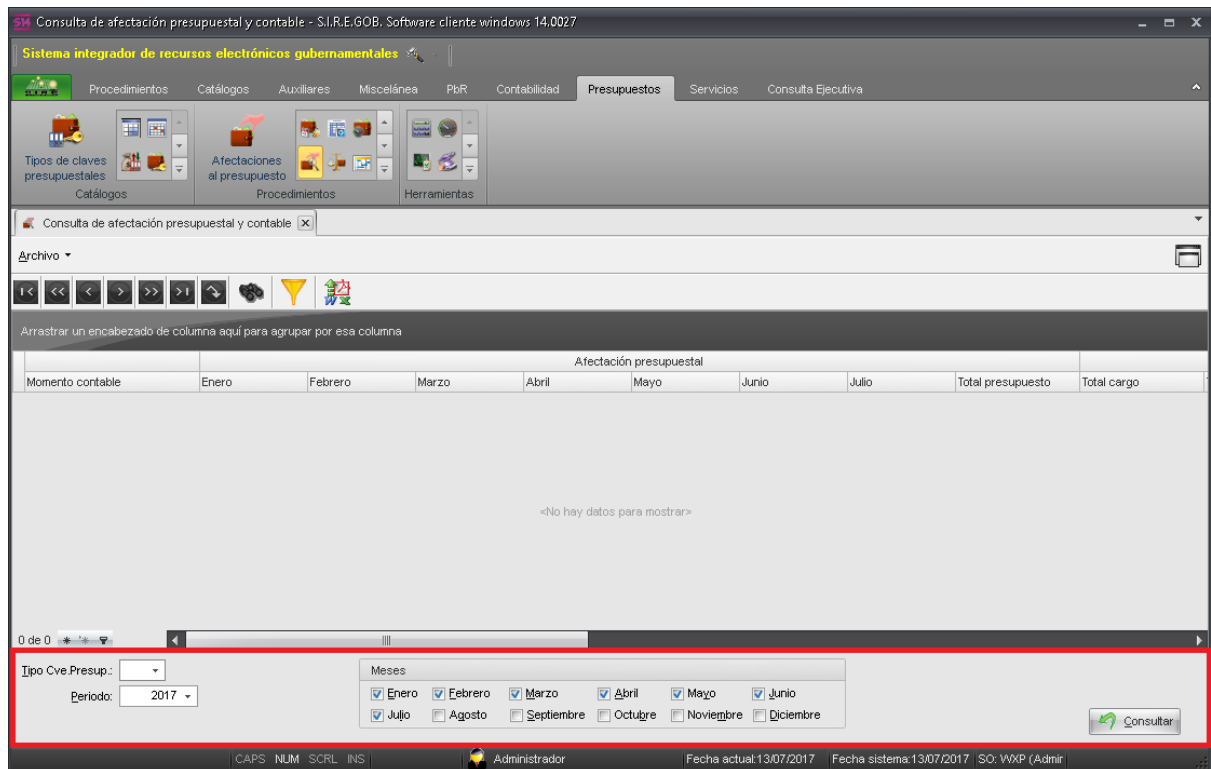 S14 Consulta de afectación presupuestal y contable - S.I.R.E.GOB. Software cliente windows 14.0027
Sistema integrador de recursos electrónicos gubernamentales
Procedimientos Catálogos Auxiliares Miscelánea PbR Contabilidad Presupuestos Servicios Consulta Ejecutiva
Tipos de claves presupuestales
Afectaciones al presupuesto
Catálogos Procedimientos Herramientas
Consulta de afectación presupuestal y contable
Archivo
Arrastrar un encabezado de columna aquí para agrupar por esa columna
Afectación presupuestal
Momento contable Enero Febrero Marzo Abril Mayo Junio Julio Total presupuesto Total cargo
<No hay datos para mostrar>
0 de 0
Tipo Cve.Presup.:
Periodo: 2017
Meses
Enero Febrero Marzo Abril Mayo Junio
Julio Agosto Septiembre Octubre Noviembre Diciembre
Consultar
CAPS NUM SCRL INS Administrador Fecha actual:13/07/2017 Fecha sistema:13/07/2017 SO: WXP (Admir